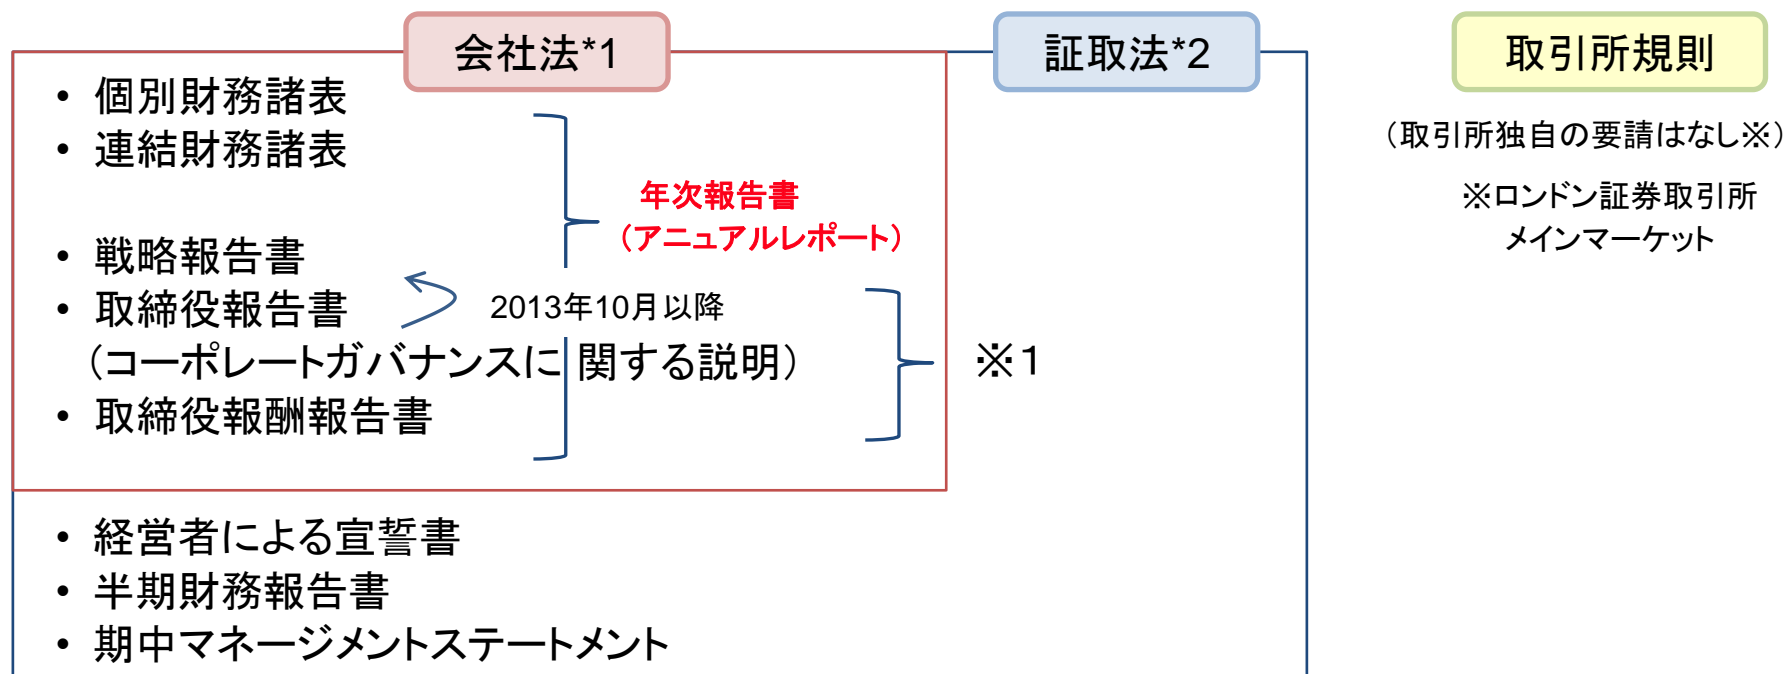 会社法*1
証取法*2
取引所規則
• 個別財務諸表
• 連結財務諸表
年次報告書
（アニュアルレポート）
• 戦略報告書
• 取締役報告書
2013年10月以降
（コーポレートガバナンスに関する説明）
※1
• 取締役報酬報告書
• 経営者による宣誓書
• 半期財務報告書
• 期中マネージメントステートメント
（取引所独自の要請はなし※）
※ロンドン証券取引所
メインマーケット